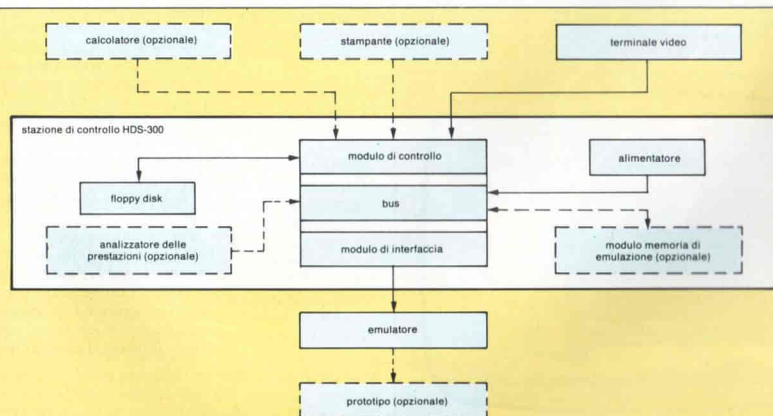 calcolatore (opzionale)
stampante (opzionale)
terminale video
stazione di controllo HDS-300
modulo di controllo
alimentatore
floppy disk
bus
analizzatore delle
prestazioni (opzionale)
modulo di interfaccia
modulo memoria di
emulazione (opzionale)
emulatore
prototipo (opzionale)